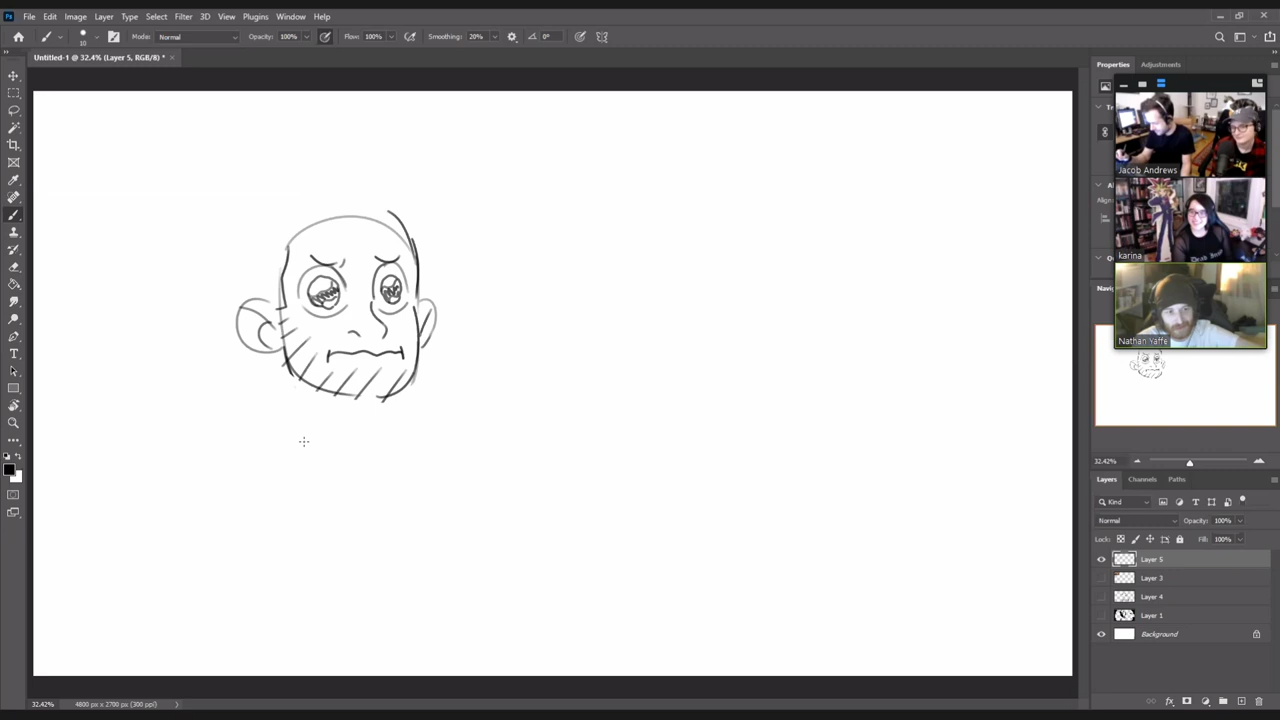 Ps File Edit Image Layer Type Select Filter 3D View Plugins Window Help
10 Mode: Normal Opacity: 100% Flow: 100% Smoothing: 20% 0°
Untitled-1 @ 32.4% (Layer 5, RGB/8) * ×
Properties Adjustments
Jacob Andrews
karina
Nathan Yaffe
32.42%
Layers Channels Paths
Kind
Normal Opacity: 100%
Lock: Fill: 100%
Layer 5
Layer 3
Layer 4
Layer 1
Background
32.42% 4800 px x 2700 px (300 ppi)